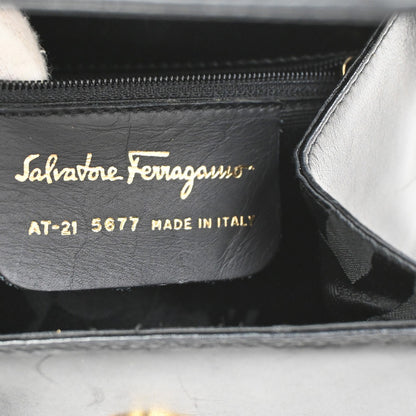 Salvatore Ferragamo
AT-21 5677 MADE IN ITALY